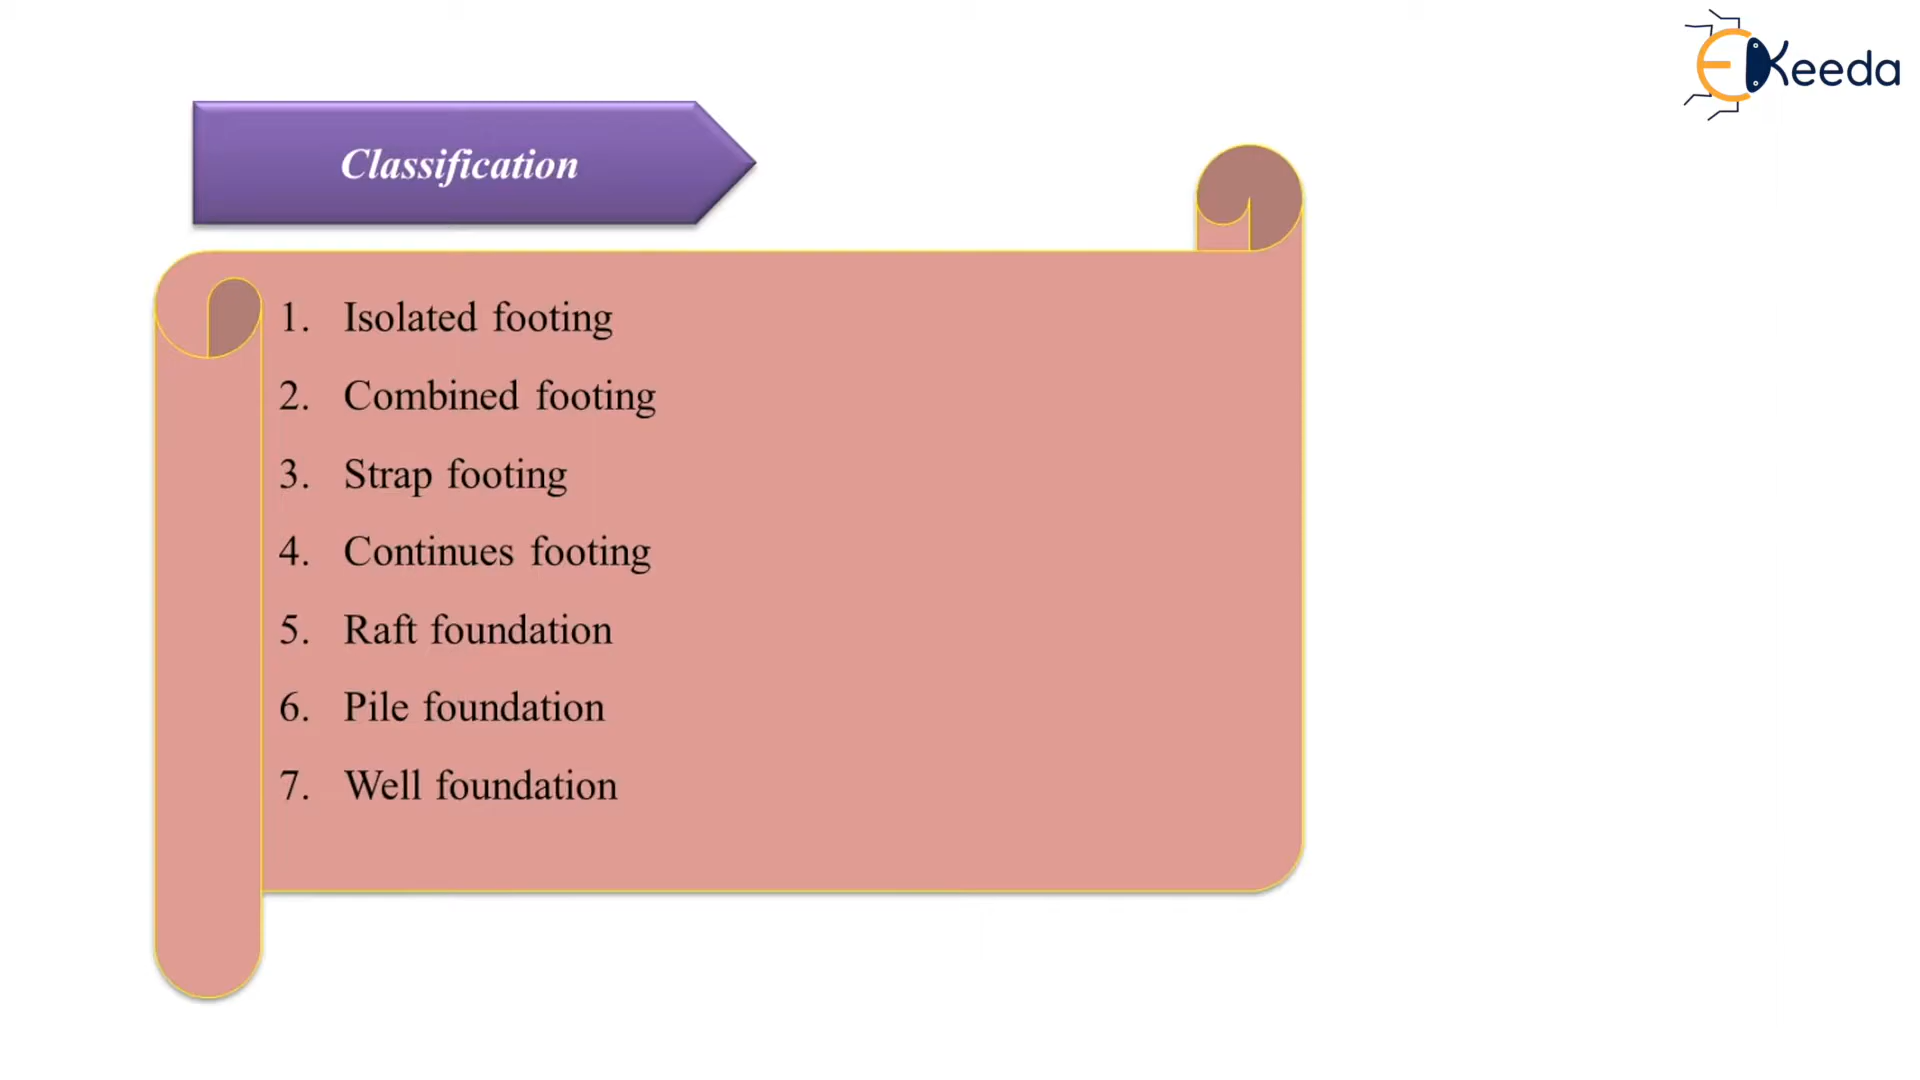 EKeeda
Classification
1. Isolated footing
2. Combined footing
3. Strap footing
4. Continues footing
5. Raft foundation
6. Pile foundation
7. Well foundation